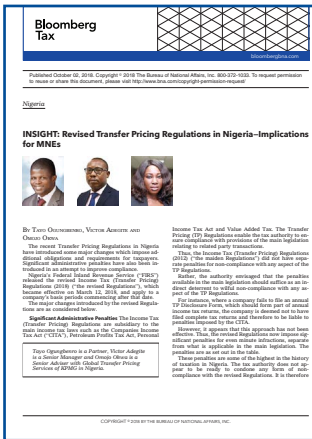 Bloomberg
Tax
bloombergbna.com
Published October 02, 2018. Copyright © 2018 The Bureau of National Affairs, Inc. 800-372-1033. To request permission
to reuse or share this document, please visit http://www.bna.com/copyright-permission-request/
Nigeria
INSIGHT: Revised Transfer Pricing Regulations in Nigeria—Implications
for MNEs
BY TAYO OGUNGBENRO, VICTOR ADEGITE AND
OMOJO OKWA
The recent Transfer Pricing Regulations in Nigeria
have introduced some major changes which impose ad-
ditional obligations and requirements for taxpayers.
Significant administrative penalties have also been in-
troduced in an attempt to improve compliance.
Nigeria's Federal Inland Revenue Service ("FIRS")
released the revised Income Tax (Transfer Pricing)
Regulations (2018) ("the revised Regulations"), which
became effective on March 12, 2018, and apply to a
company's basis periods commencing after that date.
The major changes introduced by the revised Regula-
tions are as considered below.
Significant Administrative Penalties The Income Tax
(Transfer Pricing) Regulations are subsidiary to the
main income tax laws such as the Companies Income
Tax Act ("CITA"), Petroleum Profits Tax Act, Personal
Tayo Ogungbenro is a Partner, Victor Adegite
is a Senior Manager and Omojo Okwa is a
Senior adviser with Global Transfer Pricing
Services of KPMG in Nigeria.
Income Tax Act and Value Added Tax. The Transfer
Pricing (TP) Regulations enable the tax authority to en-
sure compliance with provisions of the main legislation
relating to related party transactions.
Thus, the Income Tax (Transfer Pricing) Regulations
(2012) ("the maiden Regulations") did not have sepa-
rate penalties for non-compliance with any aspect of the
TP Regulations.
Rather, the authority envisaged that the penalties
available in the main legislation should suffice as an in-
direct deterrent to wilful non-compliance with any as-
pect of the TP Regulations.
For instance, where a company fails to file an annual
TP Disclosure Form, which should form part of annual
income tax returns, the company is deemed not to have
filed complete tax returns and therefore to be liable to
penalties imposed by the CITA.
However, it appears that this approach has not been
effective. Thus, the revised Regulations now impose sig-
nificant penalties for even minute infractions, separate
from what is applicable in the main legislation. The
penalties are as set out in the table.
These penalties are some of the highest in the history
of taxation in Nigeria. The tax authority does not ap-
pear to be ready to condone any form of non-
compliance with the revised Regulations. It is therefore
COPYRIGHT © 2018 BY THE BUREAU OF NATIONAL AFFAIRS, INC.